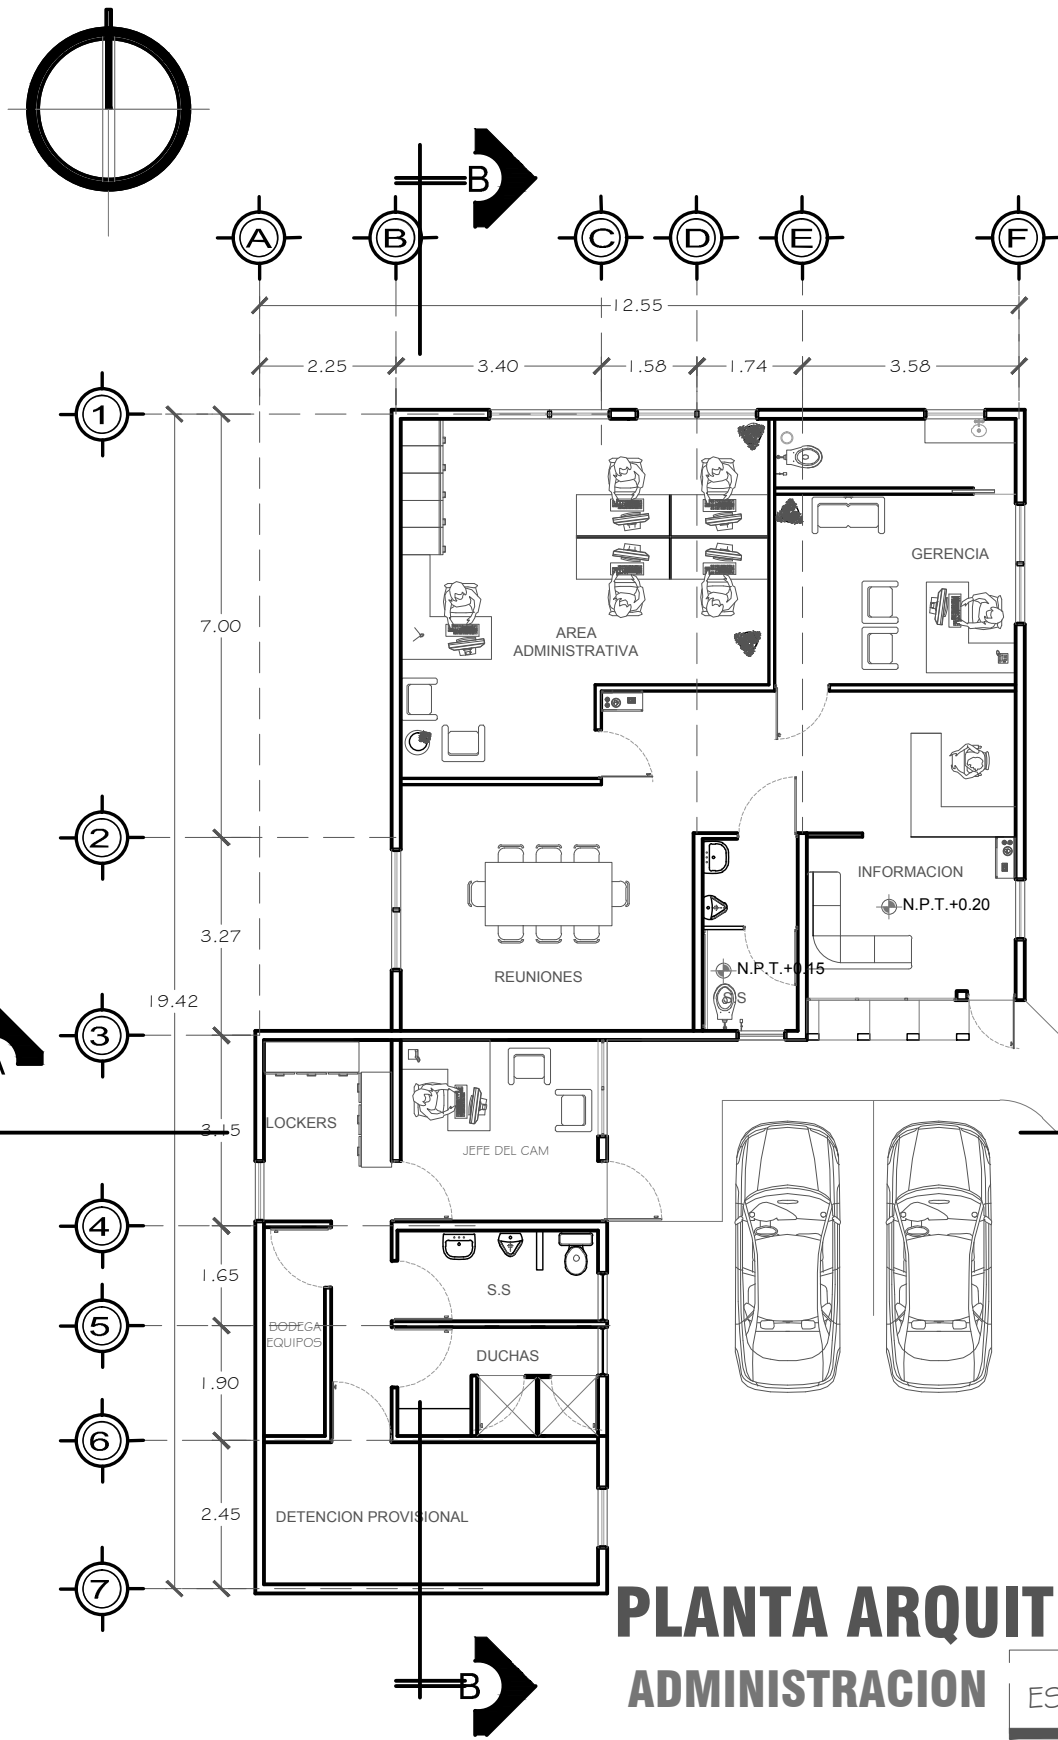 B
A B C D E F
12.55
2.25 3.40 1.58 1.74 3.58
1
GERENCIA
7.00
AREA
ADMINISTRATIVA
2
INFORMACION
N.P.T.+0.20
3.27
REUNIONES
N.P.T.+0.15
S
19.42
3
3.15
LOCKERS
JEFE DEL CAM
4
1.65
S.S
5
BODEGA
EQUIPOS
DUCHAS
1.90
6
2.45
DETENCION PROVISIONAL
7
PLANTA ARQUIT
ADMINISTRACION
ES
B